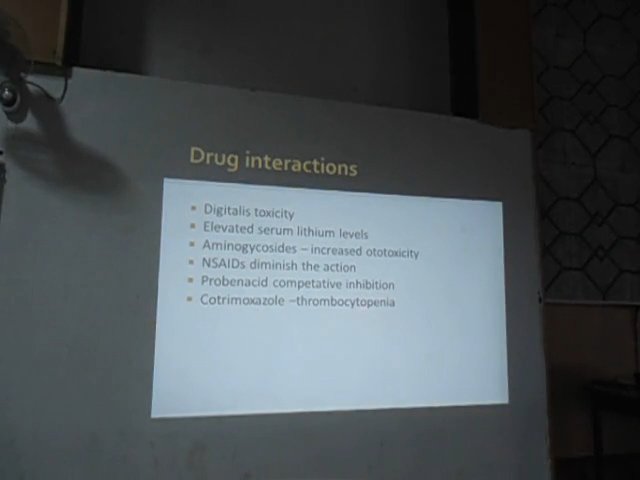 Drug interactions
Digitalis toxicity
Elevated serum lithium levels
Aminogycosides – increased ototoxicity
NSAIDs diminish the action
Probenacid competative inhibition
Cotrimoxazole –thrombocytopenia